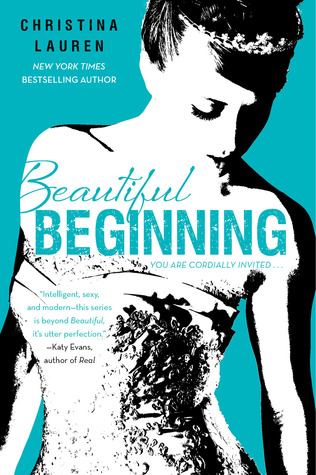 CHRISTINA
LAUREN
NEW YORK TIMES
BESTSELLING AUTHOR
Beautiful
BEGINNING
YOU ARE CORDIALLY INVITED . . .
"Intelligent, sexy,
and modern—this series
is beyond Beautiful,
it's utter perfection."
—Katy Evans,
author of Real